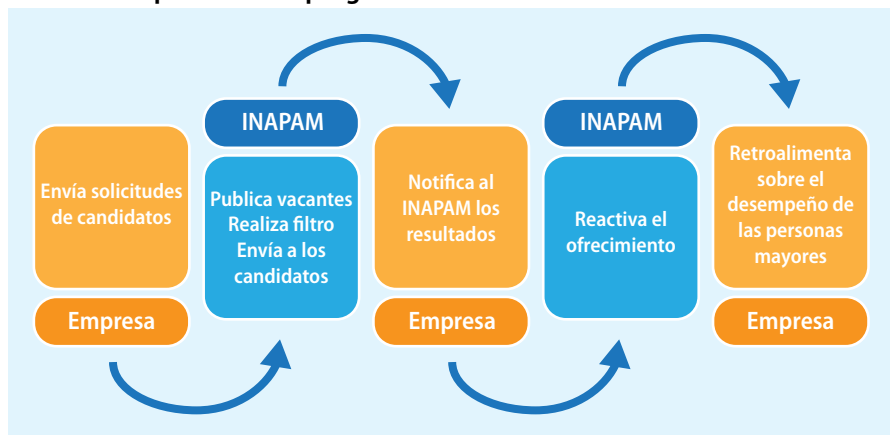 Envía solicitudes
de candidatos
Empresa
INAPAM
Publica vacantes
Realiza filtro
Envía a los
candidatos
Notifica al
INAPAM los
resultados
Empresa
INAPAM
Reactiva el
ofrecimiento
Retroalimenta
sobre el
desempeño de
las personas
mayores
Empresa